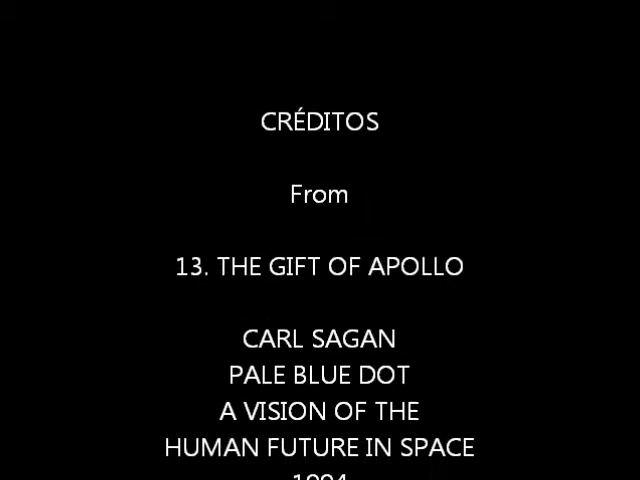 CRÉDITOS
From
13. THE GIFT OF APOLLO
CARL SAGAN
PALE BLUE DOT
A VISION OF THE
HUMAN FUTURE IN SPACE
1994